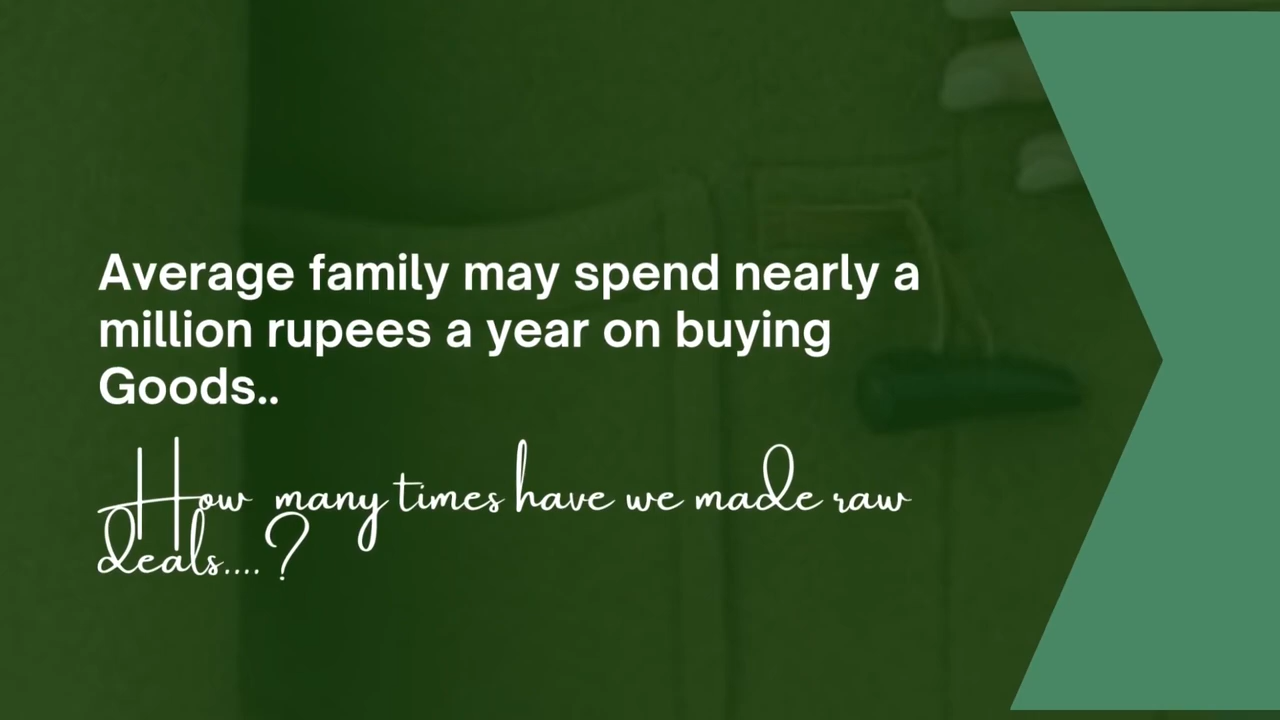 Average family may spend nearly a
million rupees a year on buying
Goods..
How many times have we made raw
deals....?